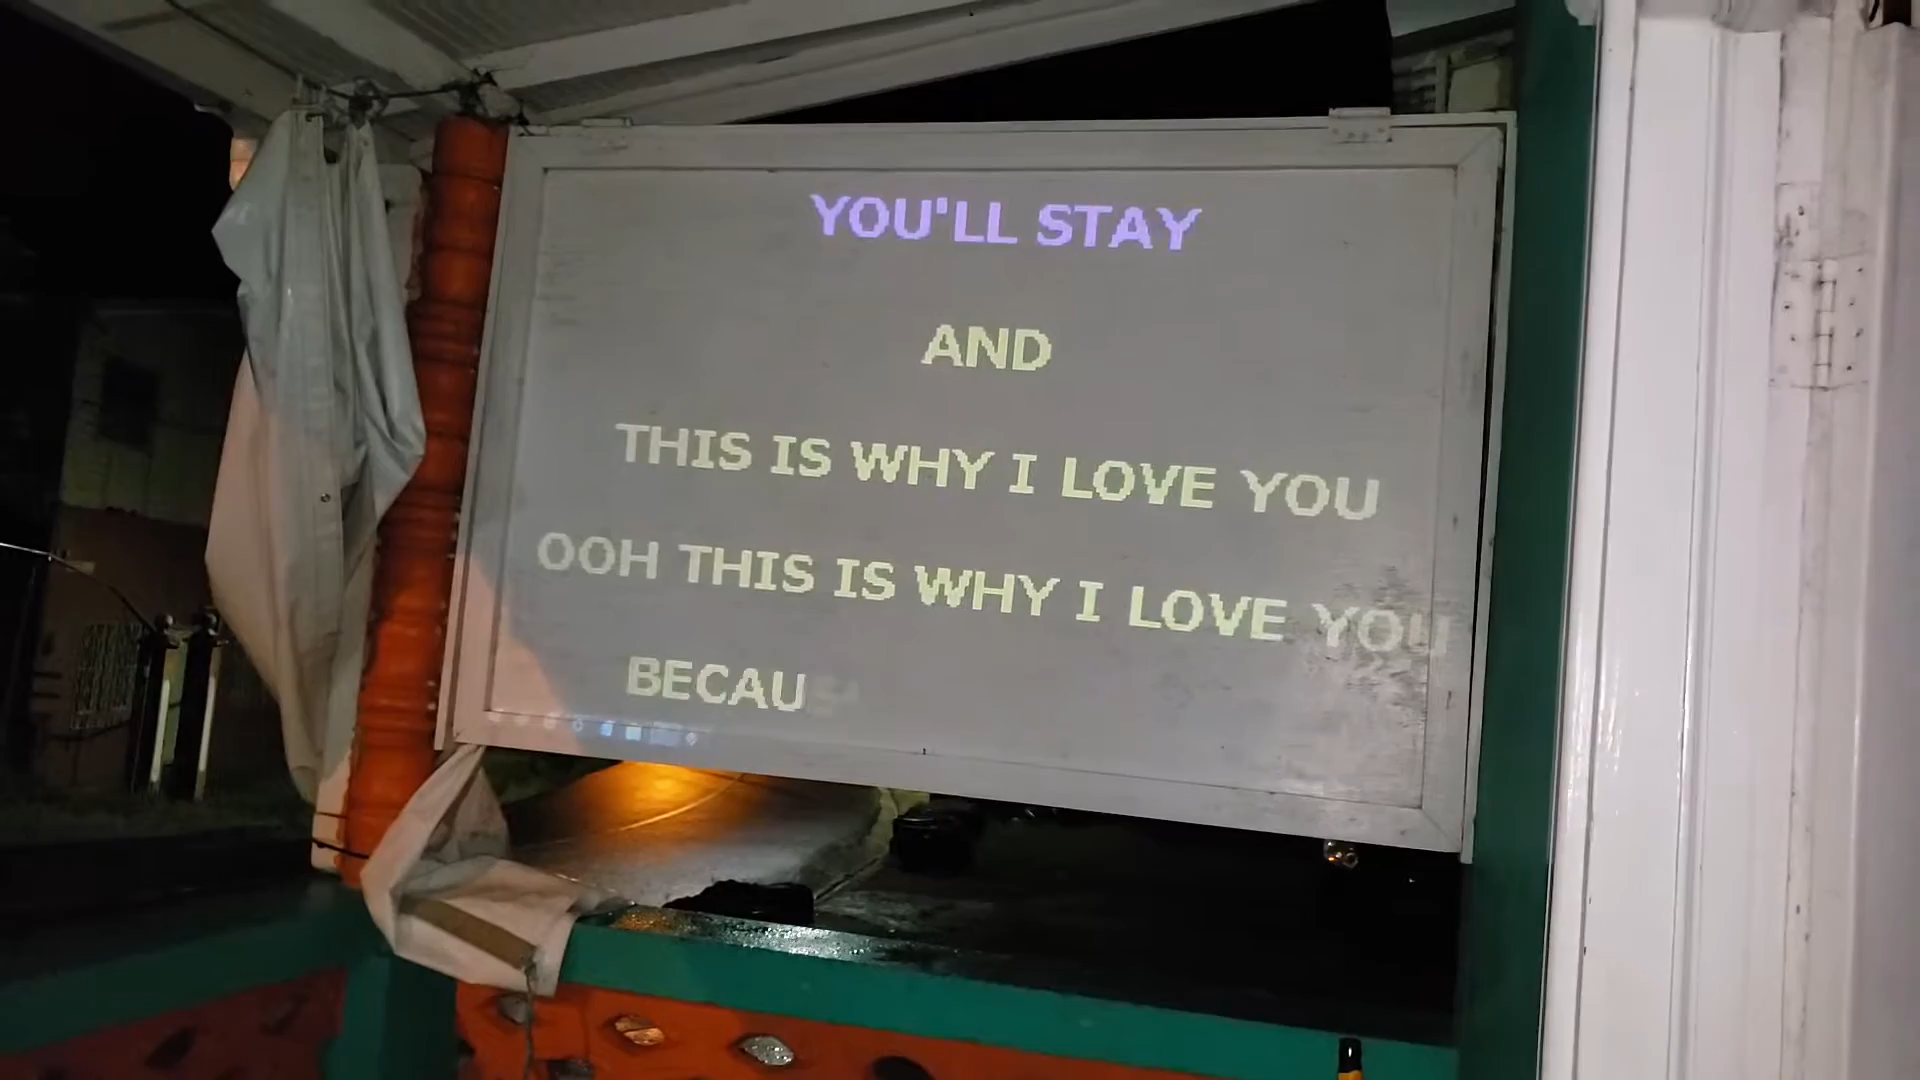 YOU'LL STAY
AND
THIS IS WHY I LOVE YOU
OOH THIS IS WHY I LOVE YOU
BECAU